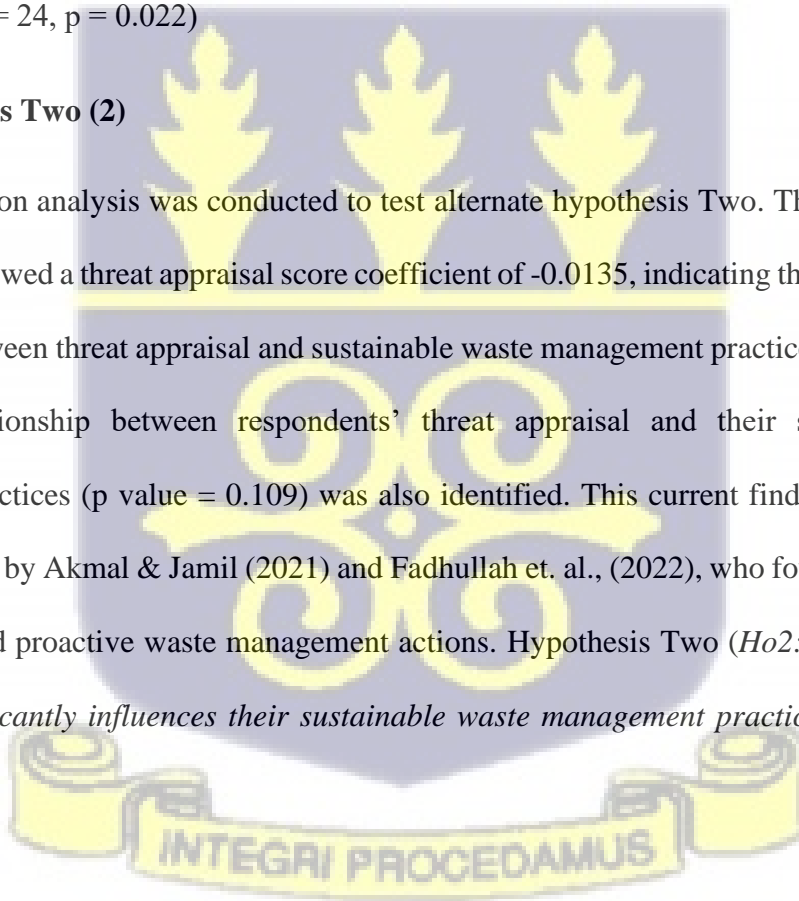 = 24, p = 0.022)
s Two (2)
on analysis was conducted to test alternate hypothesis Two. Th
wed a threat appraisal score coefficient of -0.0135, indicating th
ween threat appraisal and sustainable waste management practice
ionship between respondents’ threat appraisal and their s
ctices (p value = 0.109) was also identified. This current find
by Akmal & Jamil (2021) and Fadhullah et. al., (2022), who fo
d proactive waste management actions. Hypothesis Two (Ho2:
cantly influences their sustainable waste management practic
INTEGRI PROCEDAMUS